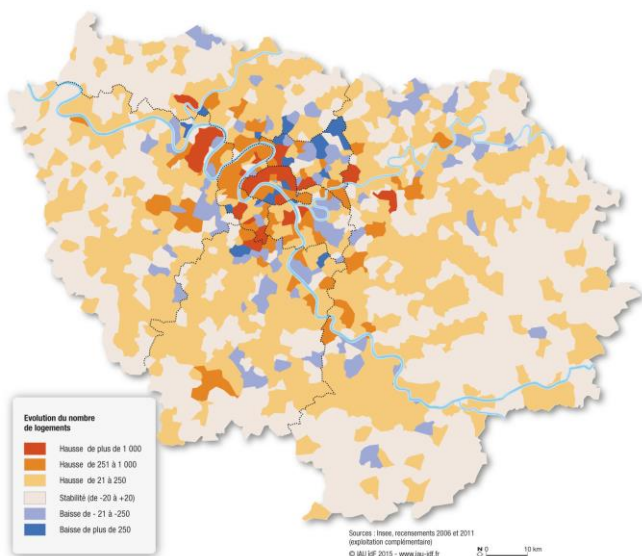 Evolution du nombre
de logements
Hausse de plus de 1 000
Hausse de 251 à 1 000
Hausse de 21 à 250
Stabilité (de -20 à +20)
Baisse de - 21 à -250
Baisse de plus de 250
Sources : Insee, recensements 2006 et 2011
(exploitation complémentaire)
© IAU îdF 2015 - www.iau-idf.fr
N 0 10 km